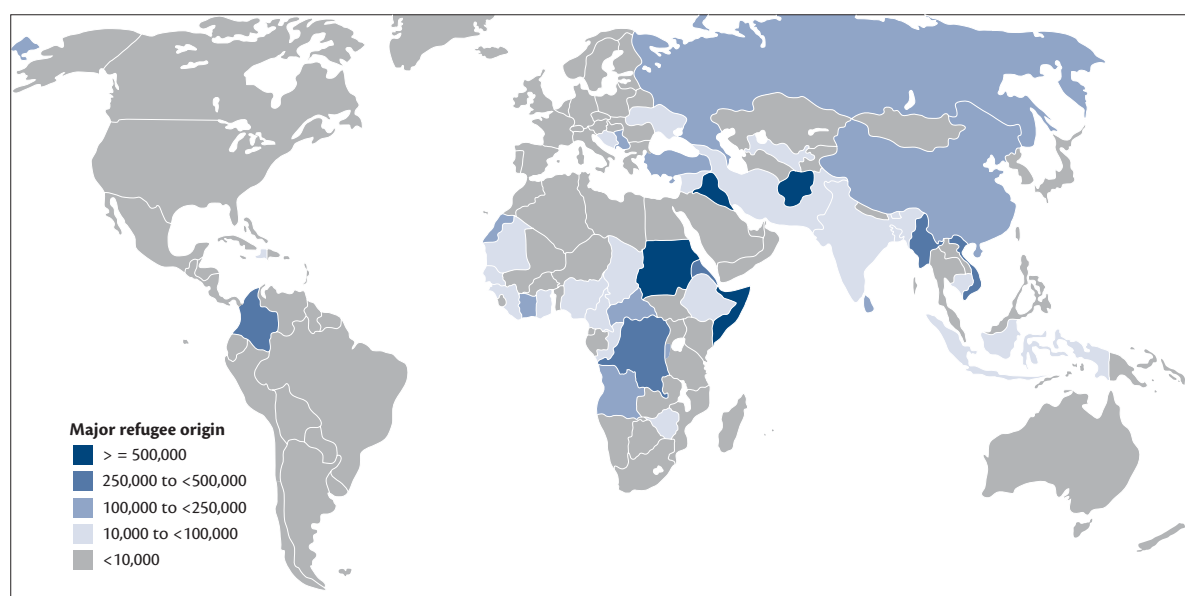 Major refugee origin
> = 500,000
250,000 to <500,000
100,000 to <250,000
10,000 to <100,000
<10,000